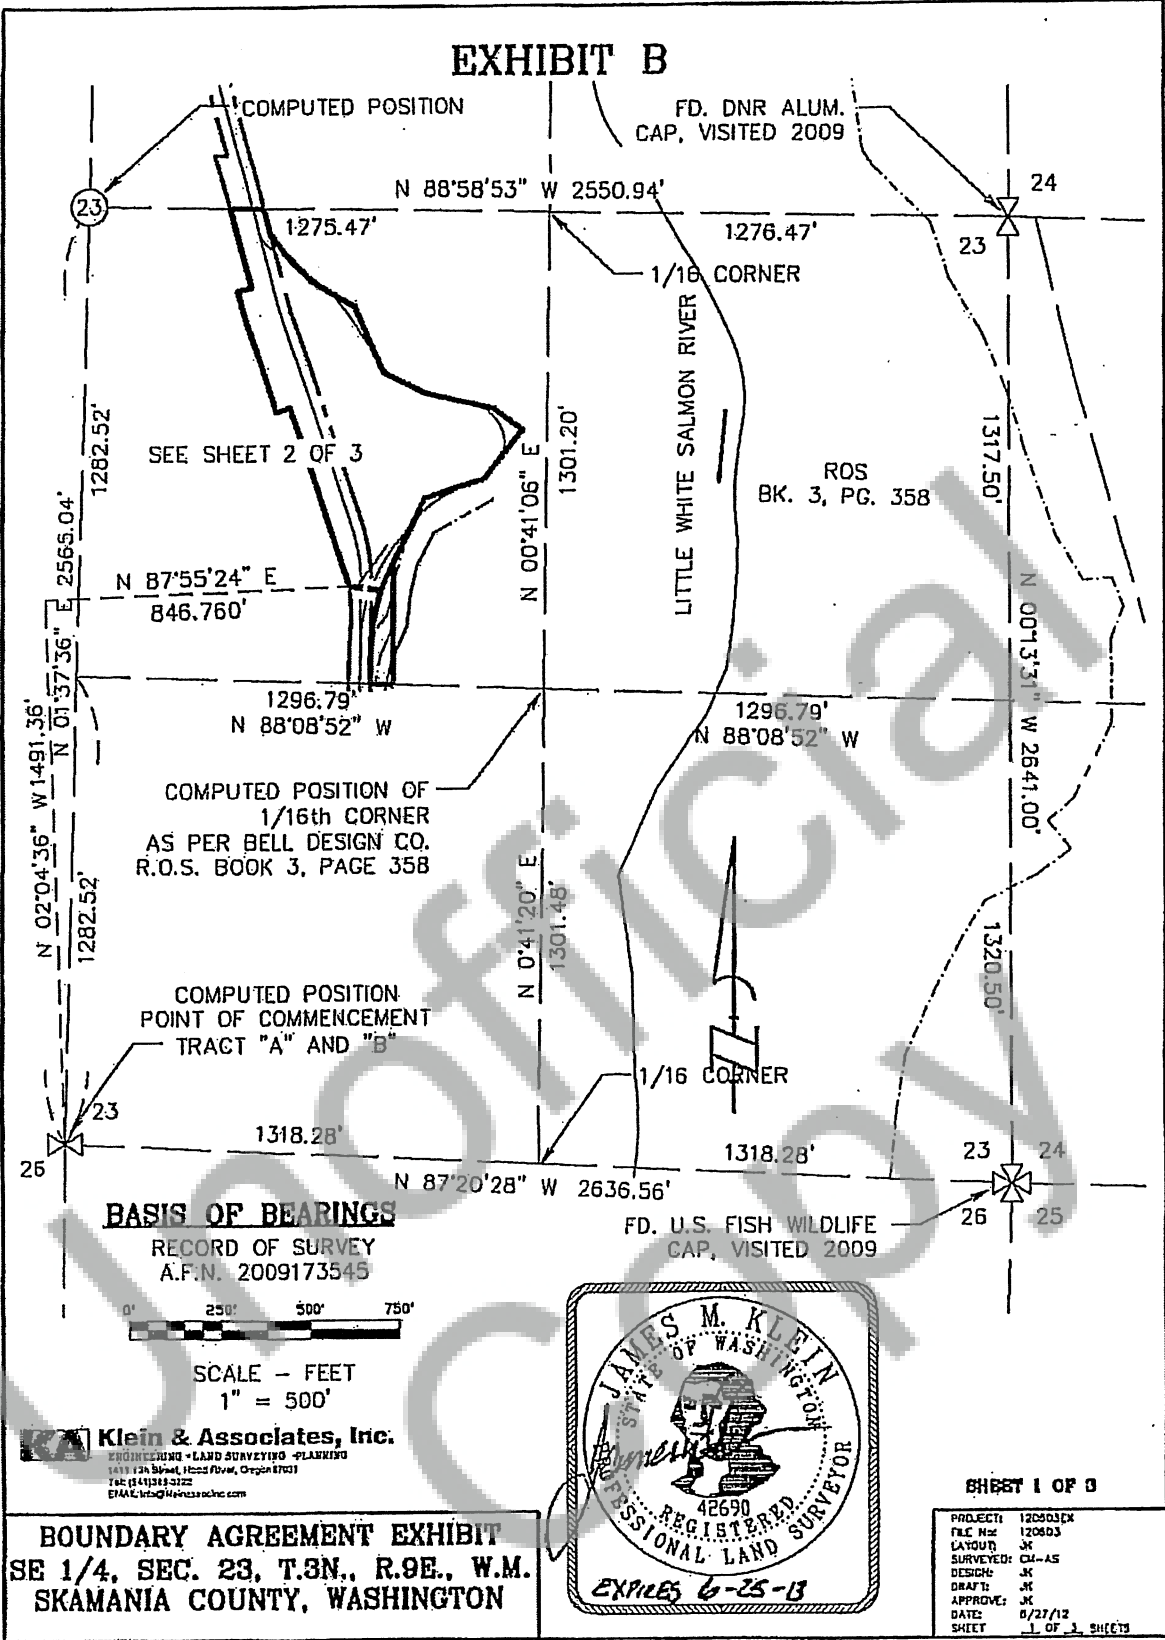 EXHIBIT B
COMPUTED POSITION
FD. DNR ALUM.
CAP, VISITED 2009
24
23
N 88°58'53" W 2550.94'
23
1275.47'
1276.47'
1/16 CORNER
LITTLE WHITE SALMON RIVER
1282.52'
SEE SHEET 2 OF 3
N 00°41'06" E
1301.20'
ROS
BK. 3, PG. 358
1317.50'
N 01°37'36" E 2565.04'
N 87°55'24" E
846.760'
N 00°13'31" W 2641.00'
1296.79'
N 88°08'52" W
1296.79'
N 88°08'52" W
N 02°04'36" W 1491.36'
COMPUTED POSITION OF
1/16th CORNER
AS PER BELL DESIGN CO.
R.O.S. BOOK 3, PAGE 358
1282.52'
N 0°41'20" E
1301.48'
1320.50'
COMPUTED POSITION
POINT OF COMMENCEMENT
TRACT "A" AND "B"
N
1/16 CORNER
23
26
1318.28'
1318.28'
N 87°20'28" W 2636.56'
23 24
26 25
FD. U.S. FISH WILDLIFE
CAP, VISITED 2009
BASIS OF BEARINGS
RECORD OF SURVEY
A.F.N. 2009173545
0' 250' 500' 750'
SCALE - FEET
1" = 500'
KA Klein & Associates, Inc.
ENGINEERING • LAND SURVEYING • PLANNING
JAMES M. KLEIN
STATE OF WASHINGTON
42690
REGISTERED
PROFESSIONAL LAND SURVEYOR
EXPIRES 6-25-13
Unofficial
Copy
SHEET 1 OF 3
BOUNDARY AGREEMENT EXHIBIT
SE 1/4, SEC. 23, T.3N., R.9E., W.M.
SKAMANIA COUNTY, WASHINGTON
PROJECT:
FILE No: 120503
LAYOUT: JK
SURVEYED: CM-AS
DESIGN: JK
DRAFT: JK
APPROVE: JK
DATE: 8/27/12
SHEET 1 OF 3 SHEETS